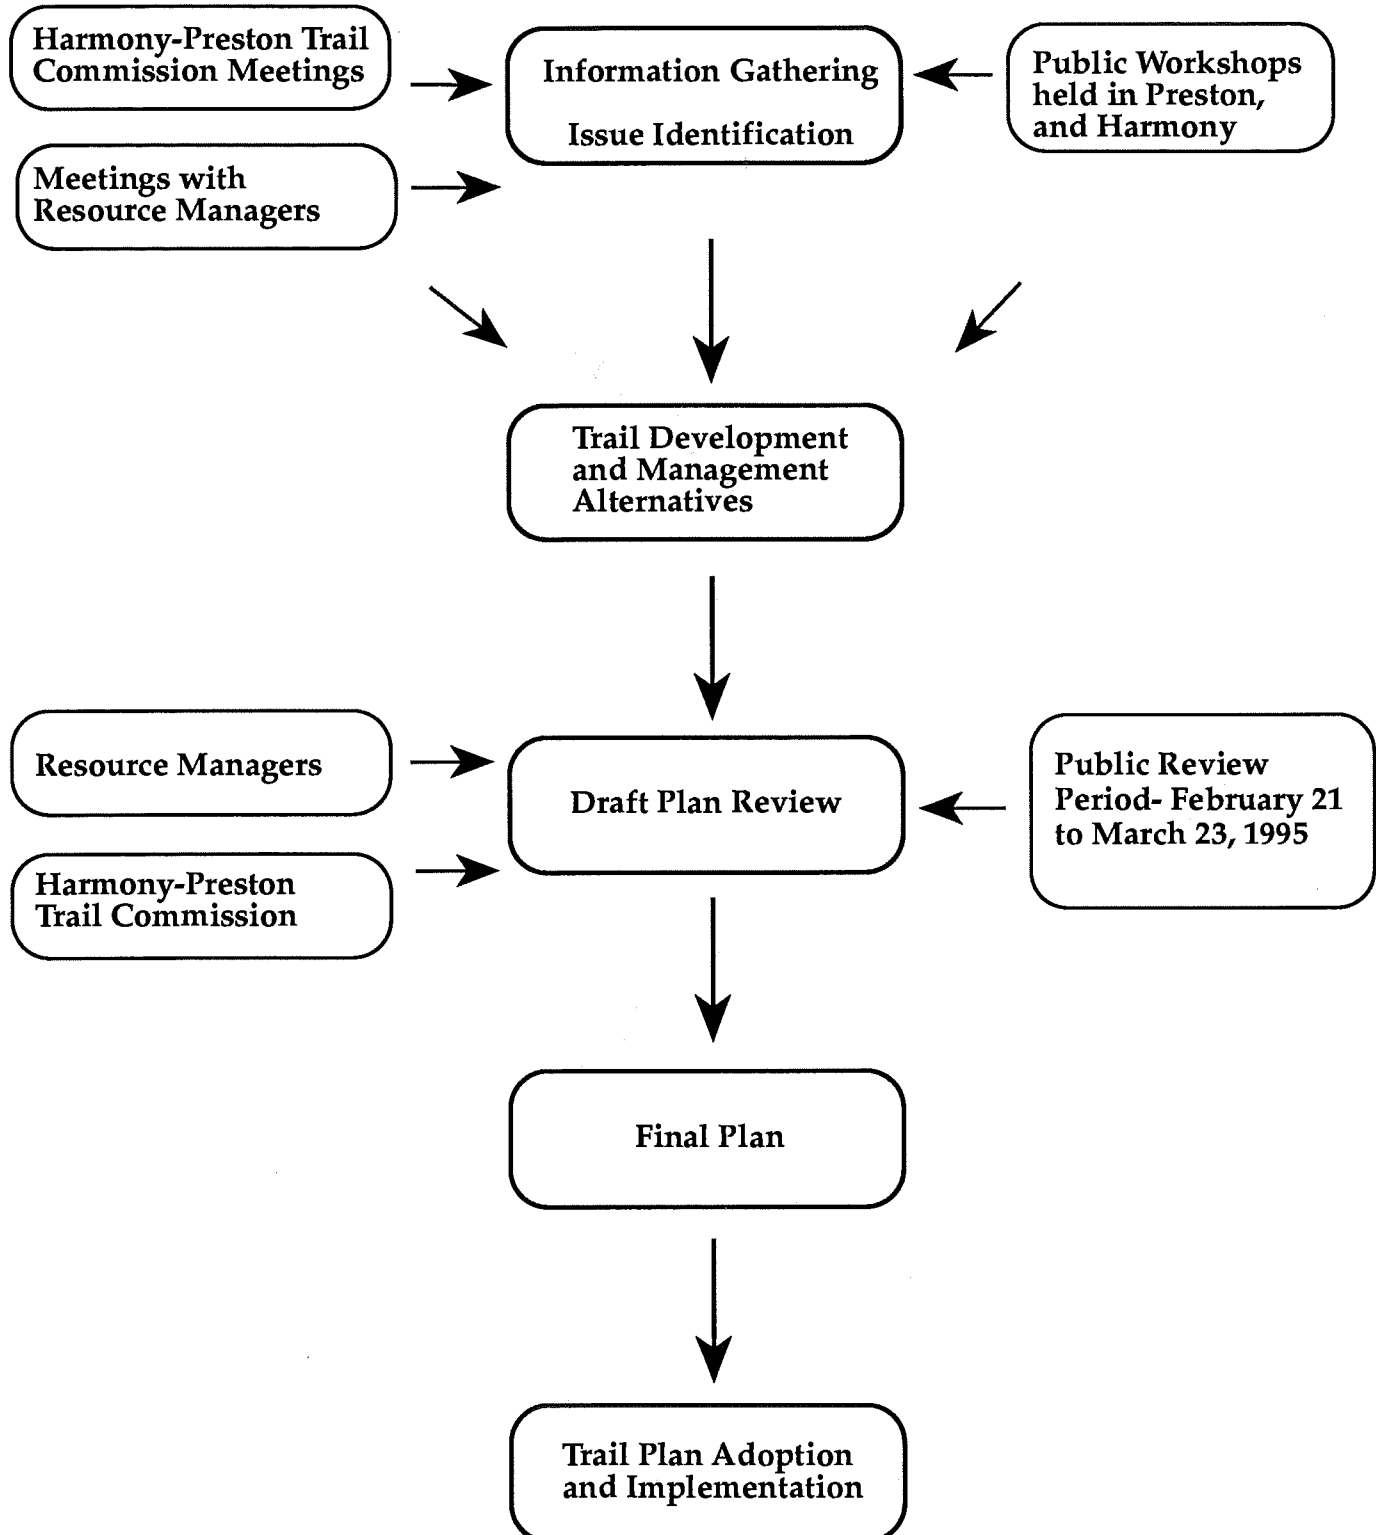 Harmony-Preston Trail
Commission Meetings
Information Gathering
Issue Identification
Public Workshops
held in Preston,
and Harmony
Meetings with
Resource Managers
Trail Development
and Management
Alternatives
Resource Managers
Draft Plan Review
Public Review
Period- February 21
to March 23, 1995
Harmony-Preston
Trail Commission
Final Plan
Trail Plan Adoption
and Implementation